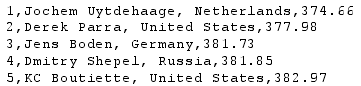 1,Jochem Uytdehaage, Netherlands,374.66
2,Derek Parra, United States,377.98
3,Jens Boden, Germany,381.73
4,Dmitry Shepel, Russia,381.85
5,KC Boutiette, United States,382.97